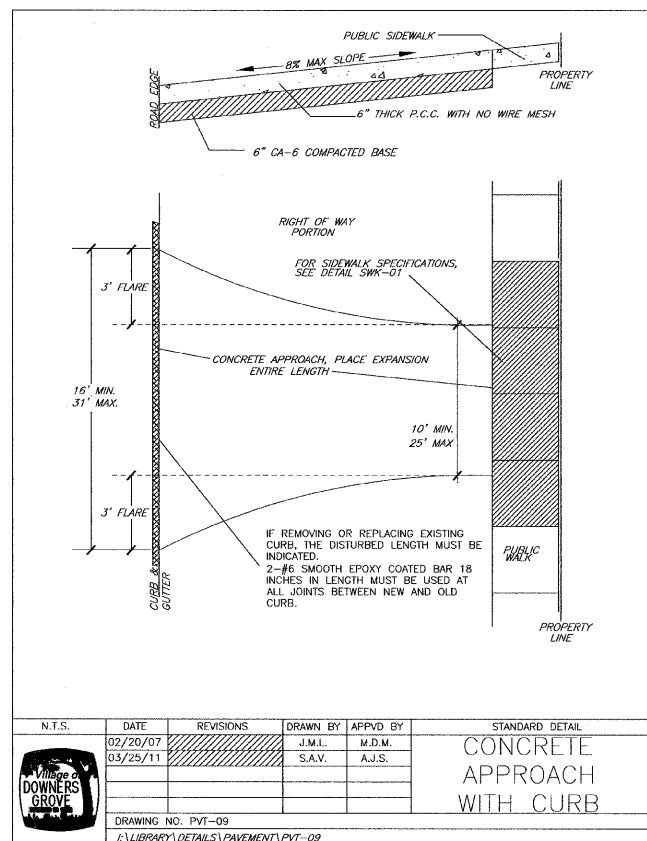 PUBLIC SIDEWALK
8% MAX SLOPE
PROPERTY
LINE
ROAD EDGE
6" THICK P.C.C. WITH NO WIRE MESH
6" CA-6 COMPACTED BASE
RIGHT OF WAY
PORTION
FOR SIDEWALK SPECIFICATIONS,
SEE DETAIL SWK-01
3' FLARE
CONCRETE APPROACH, PLACE EXPANSION
ENTIRE LENGTH
16' MIN.
31' MAX.
10' MIN.
25' MAX
3' FLARE
IF REMOVING OR REPLACING EXISTING
CURB, THE DISTURBED LENGTH MUST BE
INDICATED.
2-#6 SMOOTH EPOXY COATED BAR 18
INCHES IN LENGTH MUST BE USED AT
ALL JOINTS BETWEEN NEW AND OLD
CURB.
PUBLIC
WALK
CURB &
GUTTER
PROPERTY
LINE
N.T.S. DATE REVISIONS DRAWN BY APPVD BY STANDARD DETAIL
02/20/07 J.M.L. M.D.M.
03/25/11 S.A.V. A.J.S.
CONCRETE
APPROACH
WITH CURB
Village of
DOWNERS
GROVE
DRAWING NO. PVT-09
I:\LIBRARY\DETAILS\PAVEMENT\PVT-09